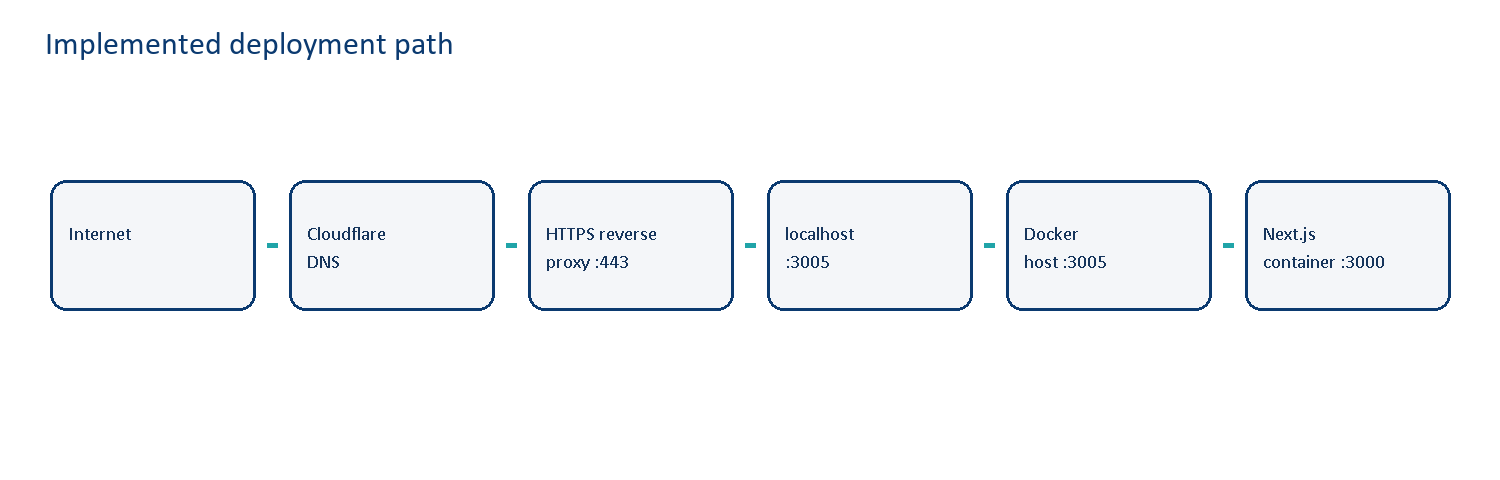 Implemented deployment path
Internet
Cloudflare
DNS
HTTPS reverse
proxy :443
localhost
:3005
Docker
host :3005
Next.js
container :3000